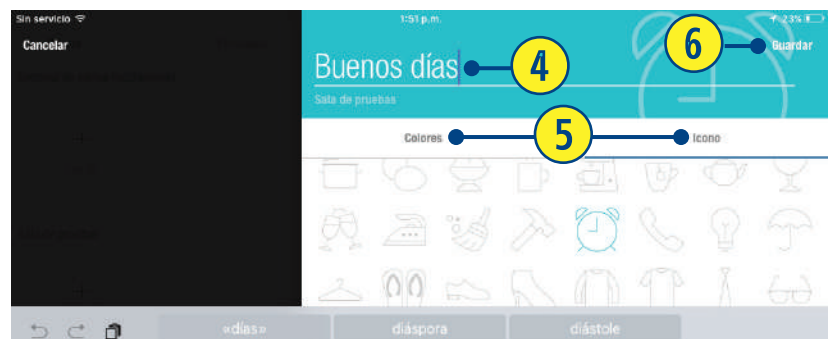 Sin servicio 1:51 p.m. 23%
Cancelar
6 Guardar
Buenos días 4
Sala de pruebas
Colores 5 Icono
«días» diáspora diástole